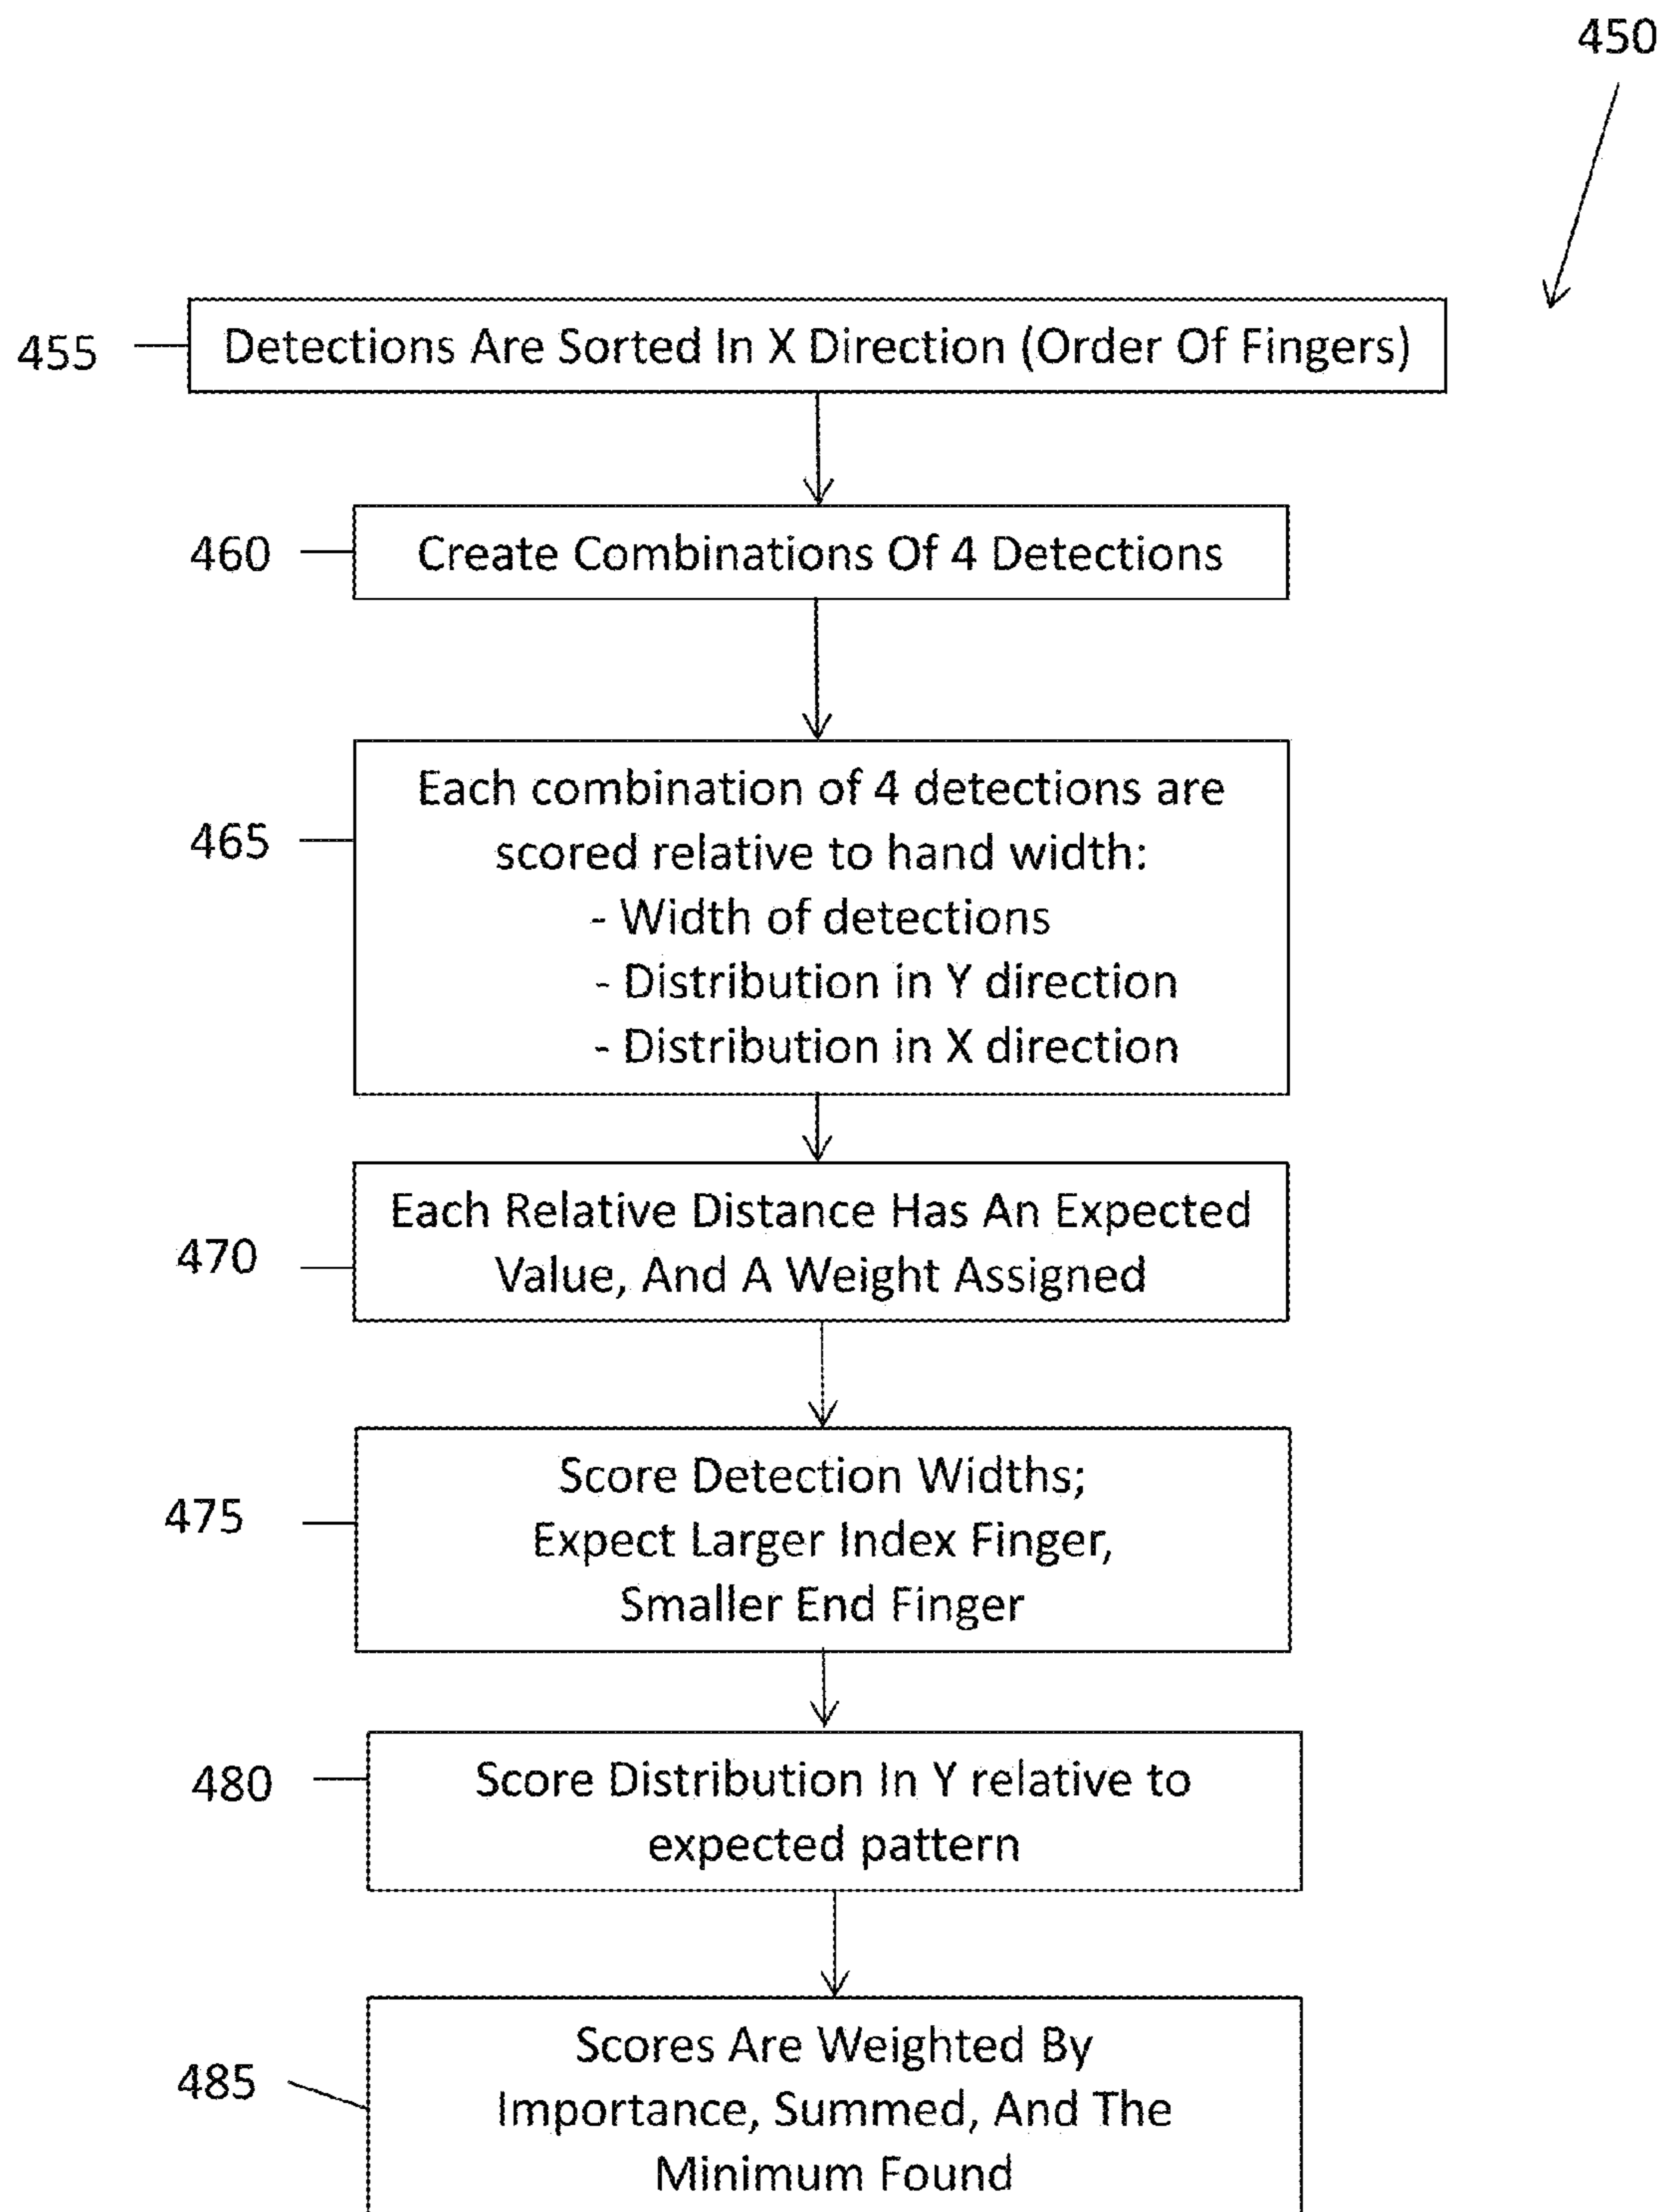 450
455
Detections Are Sorted In X Direction (Order Of Fingers)
460
Create Combinations Of 4 Detections
465
Each combination of 4 detections are
scored relative to hand width:
- Width of detections
- Distribution in Y direction
- Distribution in X direction
470
Each Relative Distance Has An Expected
Value, And A Weight Assigned
475
Score Detection Widths;
Expect Larger Index Finger,
Smaller End Finger
480
Score Distribution In Y relative to
expected pattern
485
Scores Are Weighted By
Importance, Summed, And The
Minimum Found